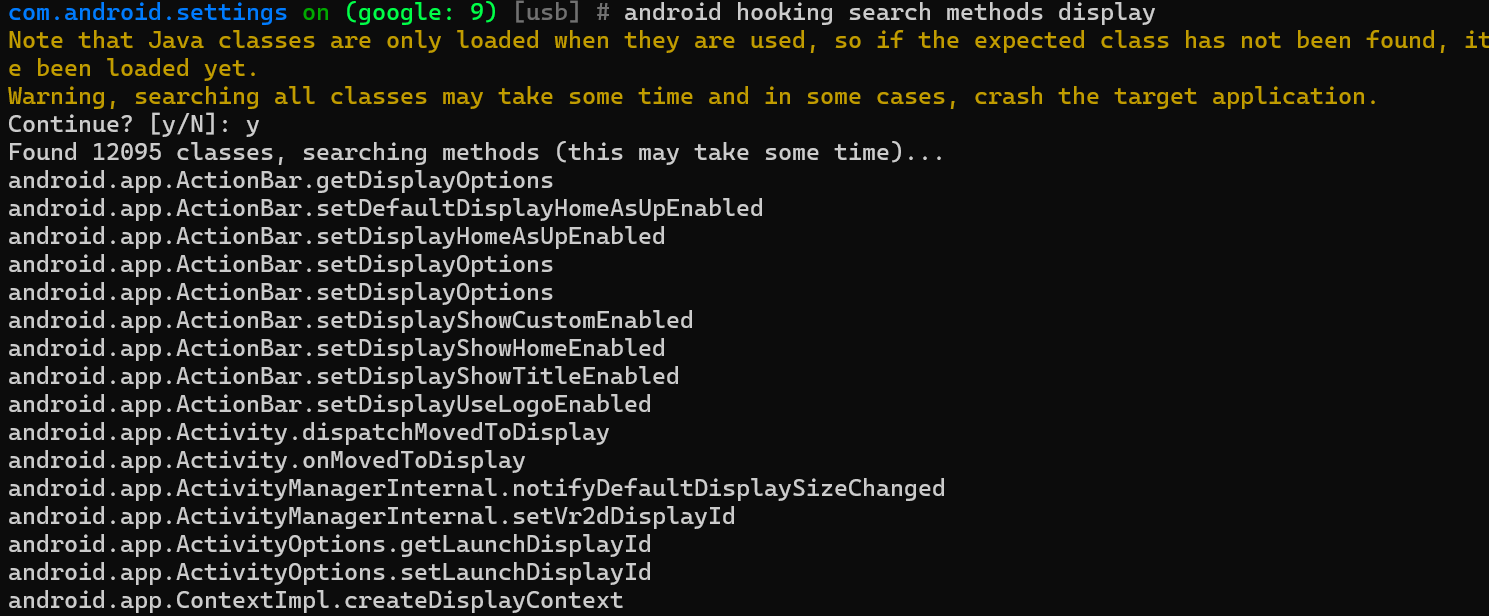 com.android.settings on (google: 9) [usb] # android hooking search methods display
Note that Java classes are only loaded when they are used, so if the expected class has not been found, it
e been loaded yet.
Warning, searching all classes may take some time and in some cases, crash the target application.
Continue? [y/N]: y
Found 12095 classes, searching methods (this may take some time)...
android.app.ActionBar.getDisplayOptions
android.app.ActionBar.setDefaultDisplayHomeAsUpEnabled
android.app.ActionBar.setDisplayHomeAsUpEnabled
android.app.ActionBar.setDisplayOptions
android.app.ActionBar.setDisplayOptions
android.app.ActionBar.setDisplayShowCustomEnabled
android.app.ActionBar.setDisplayShowHomeEnabled
android.app.ActionBar.setDisplayShowTitleEnabled
android.app.ActionBar.setDisplayUseLogoEnabled
android.app.Activity.dispatchMovedToDisplay
android.app.Activity.onMovedToDisplay
android.app.ActivityManagerInternal.notifyDefaultDisplaySizeChanged
android.app.ActivityManagerInternal.setVr2dDisplayId
android.app.ActivityOptions.getLaunchDisplayId
android.app.ActivityOptions.setLaunchDisplayId
android.app.ContextImpl.createDisplayContext